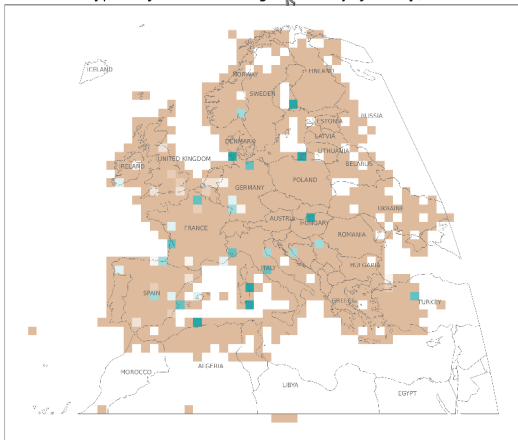 ICELAND
NORWAY
FINLAND
SWEDEN
RUSSIA
ESTONIA
LATVIA
DENMARK
LITHUANIA
UNITED KINGDOM
IRELAND
BELARUS
POLAND
GERMANY
UKRAINE
AUSTRIA
HUNGARY
FRANCE
ROMANIA
BULGARIA
ITALY
SPAIN
GREECE
TURKEY
MOROCCO
ALGERIA
LIBYA
EGYPT